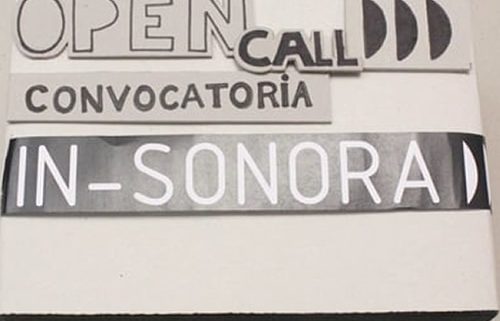 OPEN
CALL
CONVOCATORiA
IN-SONORA